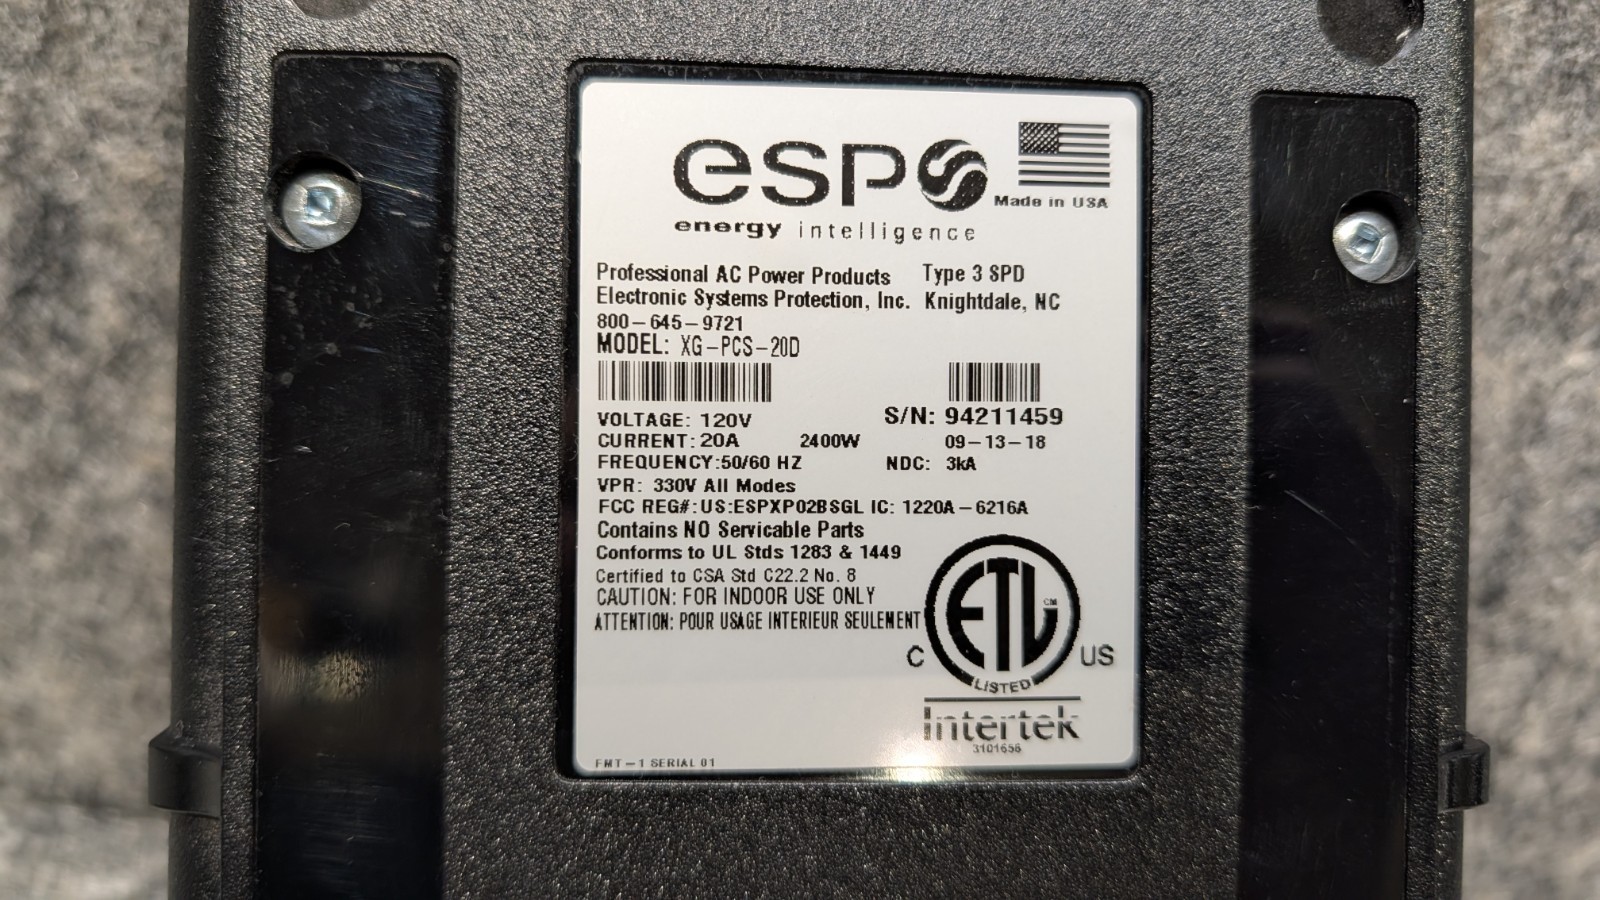 esp
Made in USA
energy intelligence
Professional AC Power Products Type 3 SPD
Electronic Systems Protection, Inc. Knightdale, NC
800-645-9721
MODEL: XG-PCS-20D
VOLTAGE: 120V S/N: 94211459
CURRENT: 20A 2400W 09-13-18
FREQUENCY:50/60 HZ NDC: 3kA
VPR: 330V All Modes
FCC REG#: US:ESPXP02BSGL IC: 1220A-6216A
Contains NO Servicable Parts
Conforms to UL Stds 1283 & 1449
Certified to CSA Std C22.2 No. 8
CAUTION: FOR INDOOR USE ONLY
ATTENTION: POUR USAGE INTERIEUR SEULEMENT
ETL CM
C US
LISTED
Intertek
3101656
FMT-1 SERIAL 01